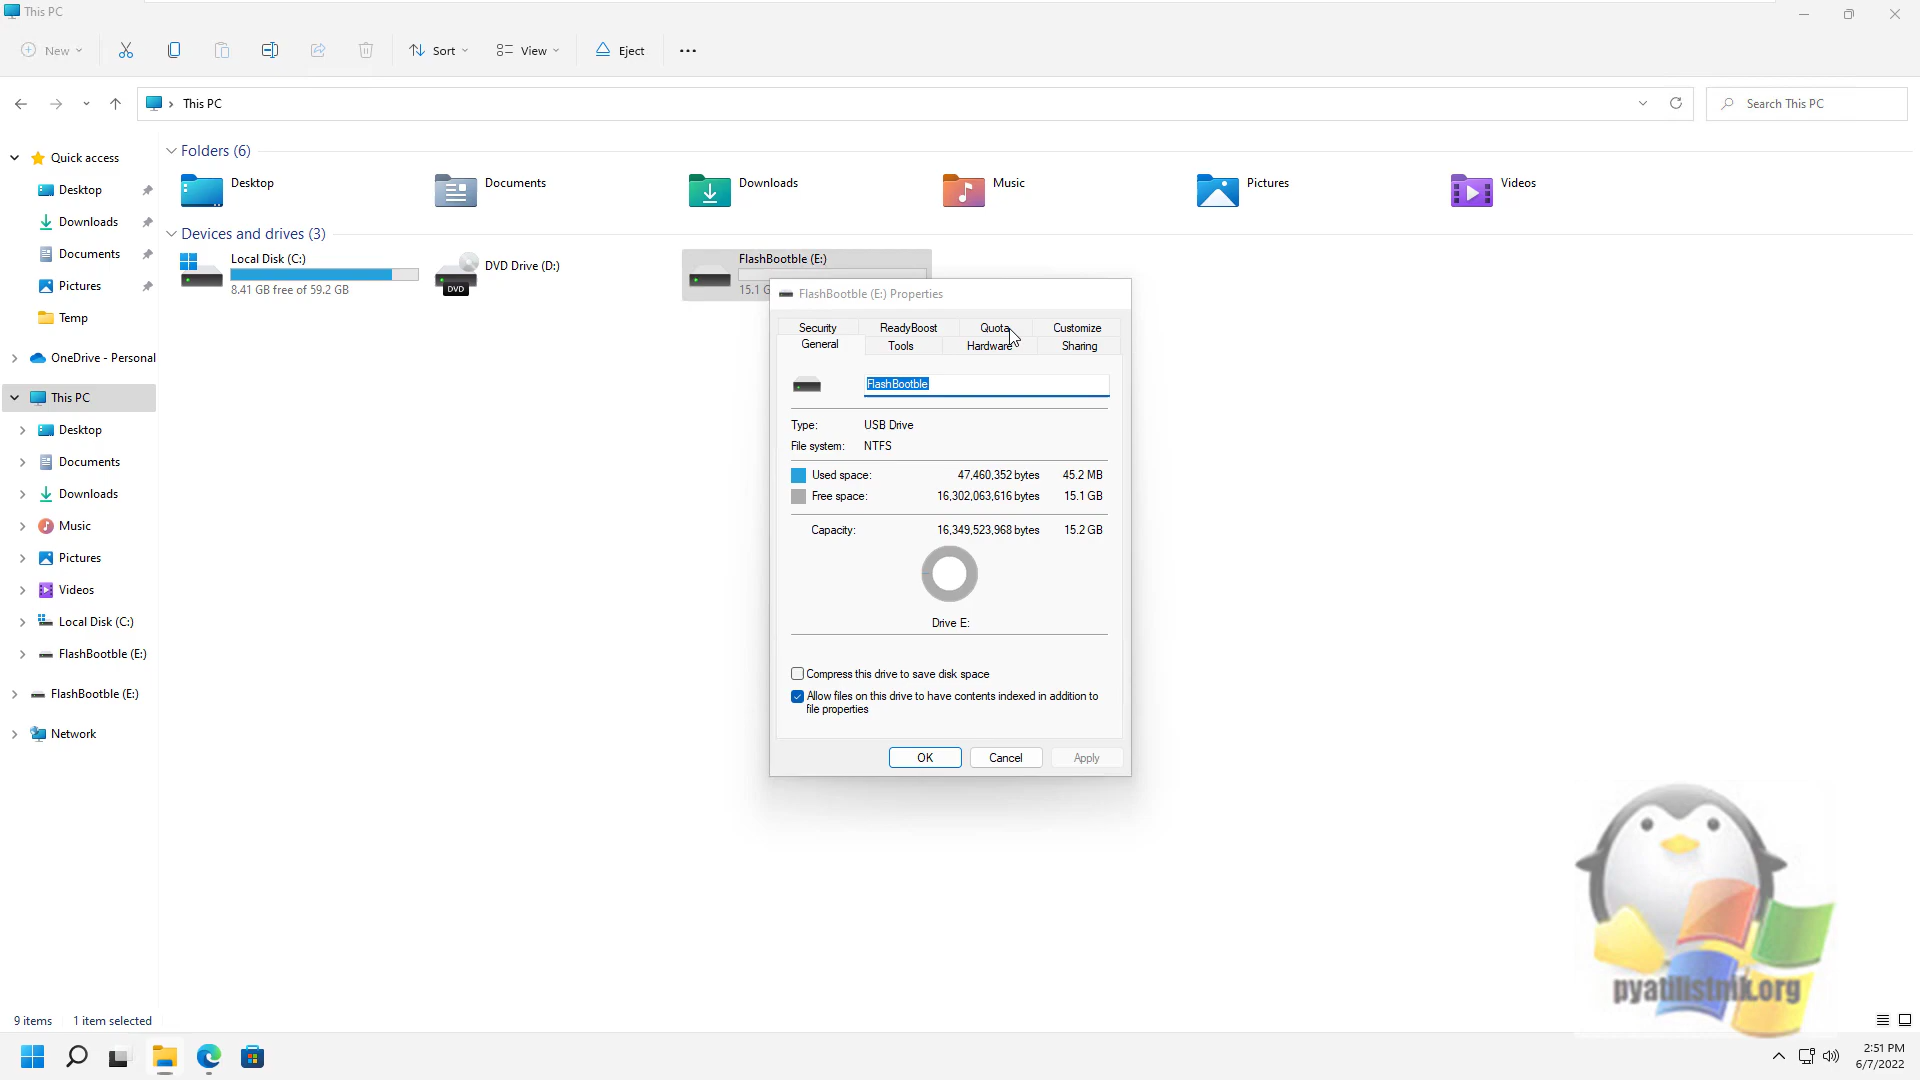 This PC
New
Sort
View
Eject
This PC
Search This PC
Quick access
Desktop
Downloads
Documents
Pictures
Temp
OneDrive - Personal
This PC
Desktop
Documents
Downloads
Music
Pictures
Videos
Local Disk (C:)
FlashBootble (E:)
FlashBootble (E:)
Network
Folders (6)
Desktop
Documents
Downloads
Music
Pictures
Videos
Devices and drives (3)
Local Disk (C:)
8.41 GB free of 59.2 GB
DVD Drive (D:)
DVD
FlashBootble (E:)
15.1 G
FlashBootble (E:) Properties
Security
ReadyBoost
Quota
Customize
General
Tools
Hardware
Sharing
FlashBootble
Type: USB Drive
File system: NTFS
Used space: 47,460,352 bytes 45.2 MB
Free space: 16,302,063,616 bytes 15.1 GB
Capacity: 16,349,523,968 bytes 15.2 GB
Drive E:
Compress this drive to save disk space
Allow files on this drive to have contents indexed in addition to
file properties
OK
Cancel
Apply
pyatilistnik.org
9 items
1 item selected
2:51 PM
6/7/2022